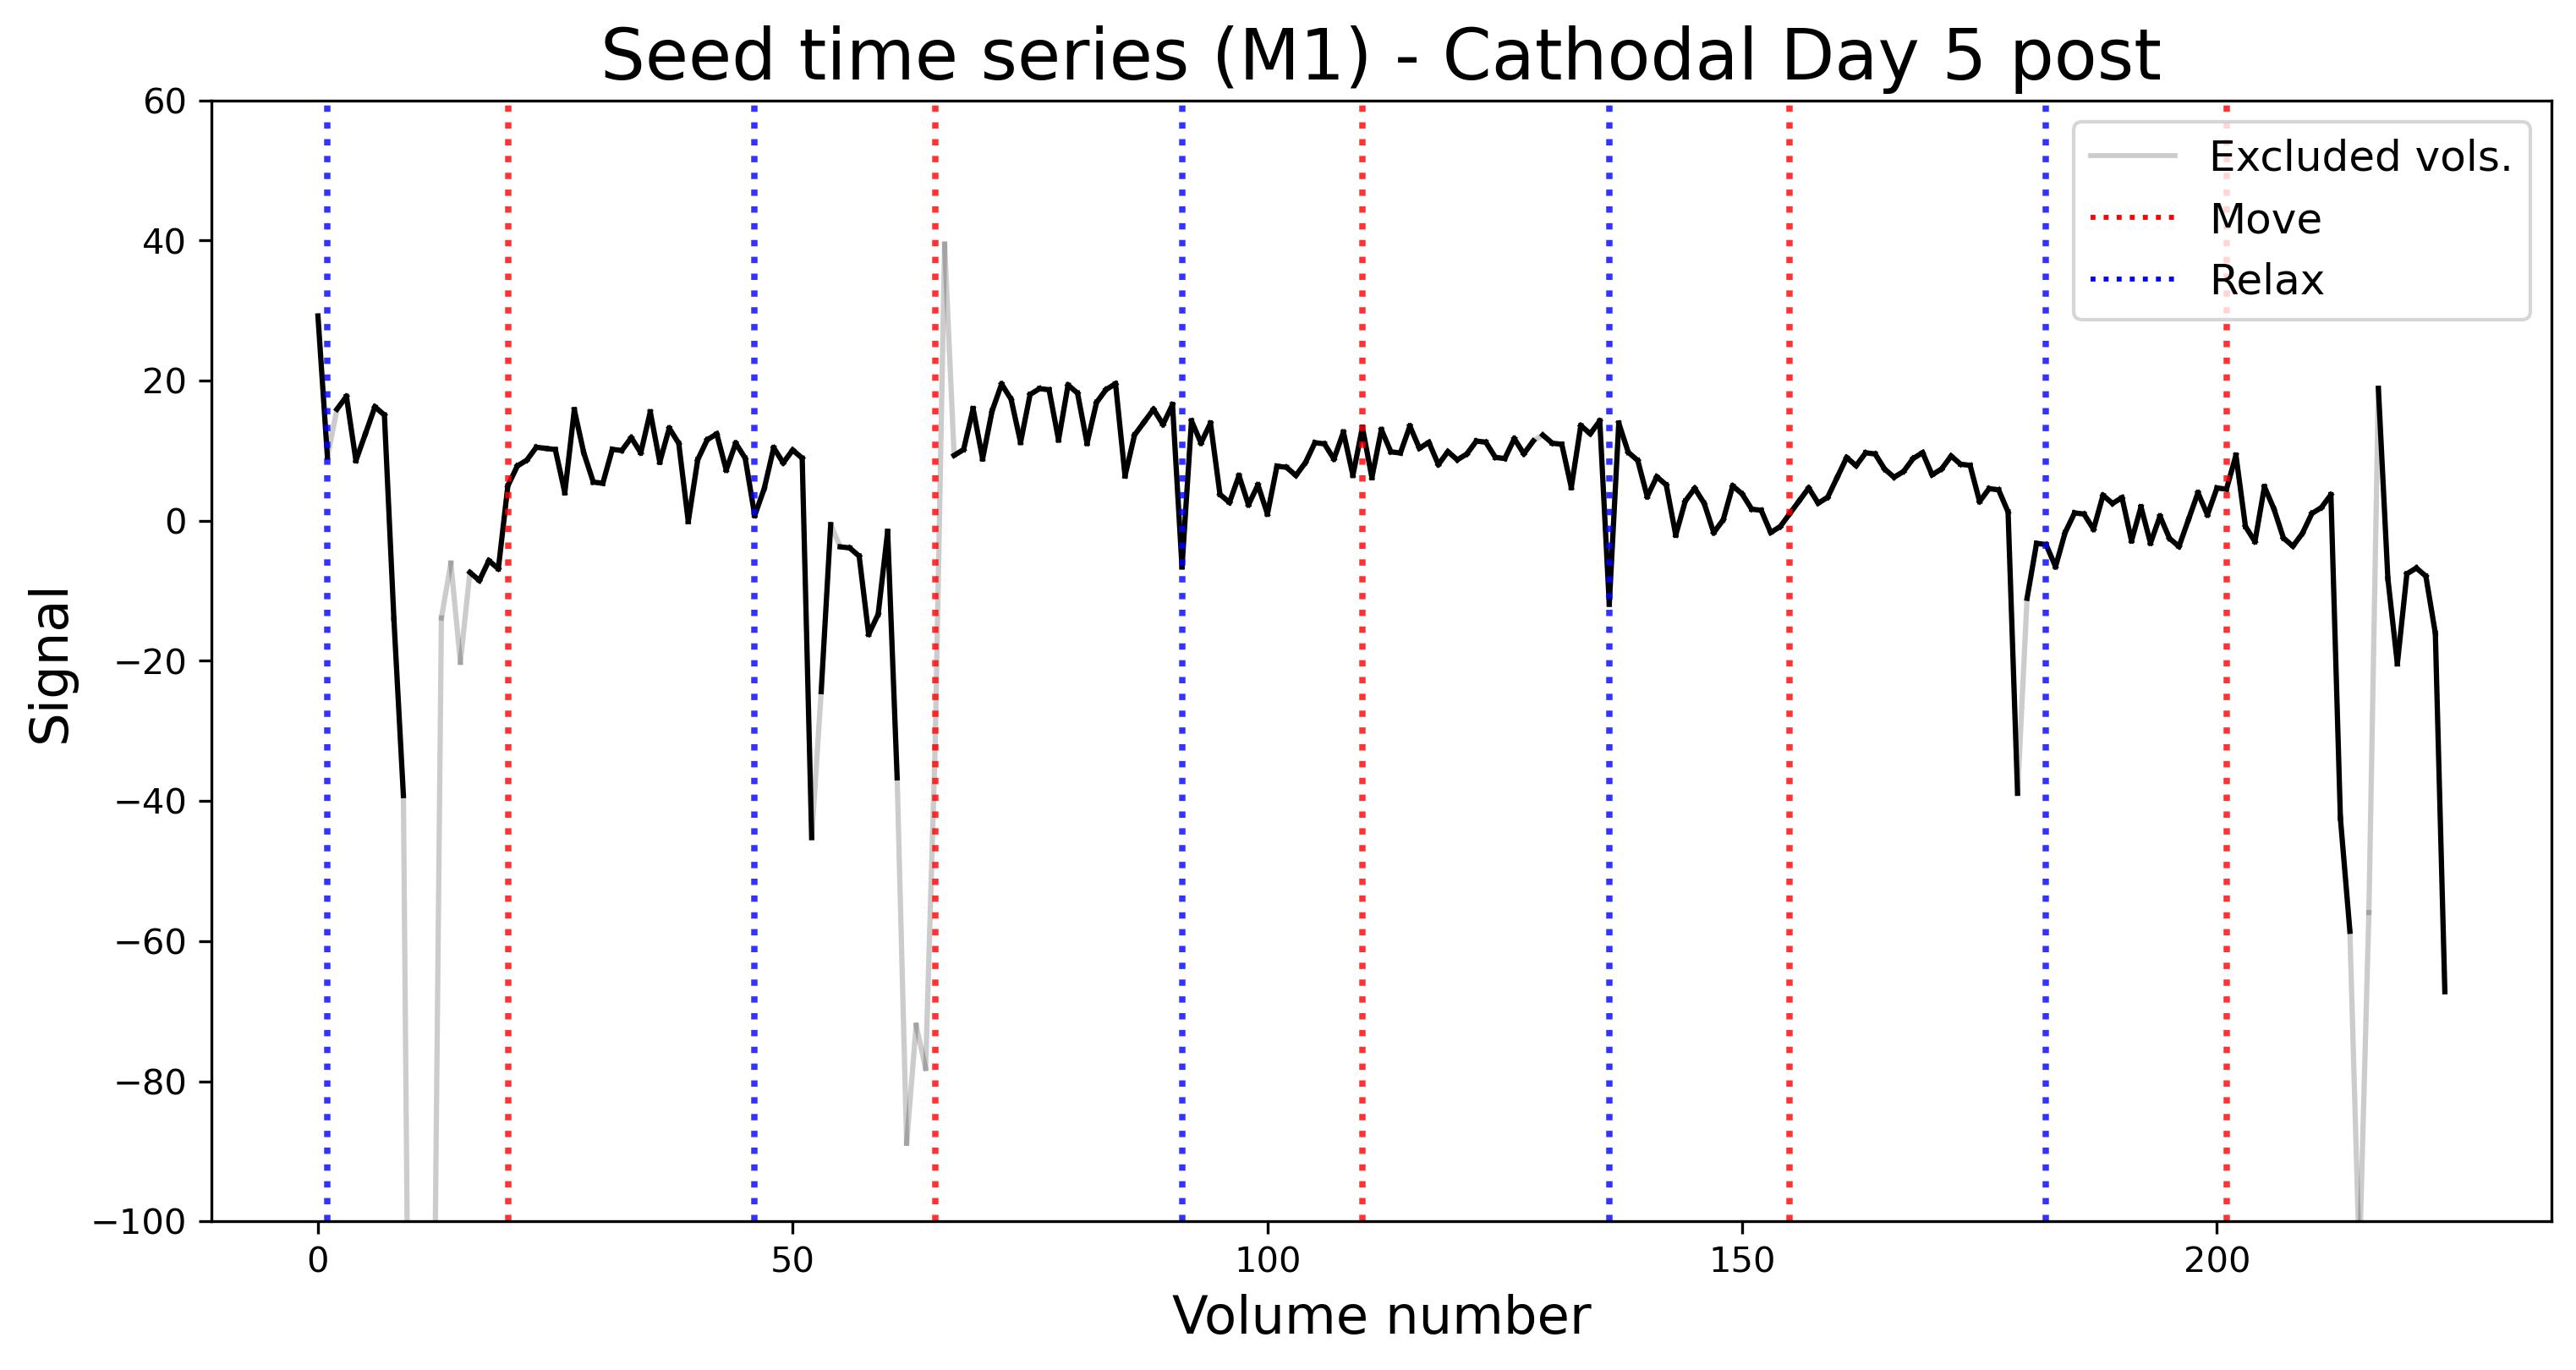 Seed time series (M1) - Cathodal Day 5 post
60
40
20
0
−20
−40
−60
−80
−100
Signal
Excluded vols.
Move
Relax
0 50 100 150 200
Volume number